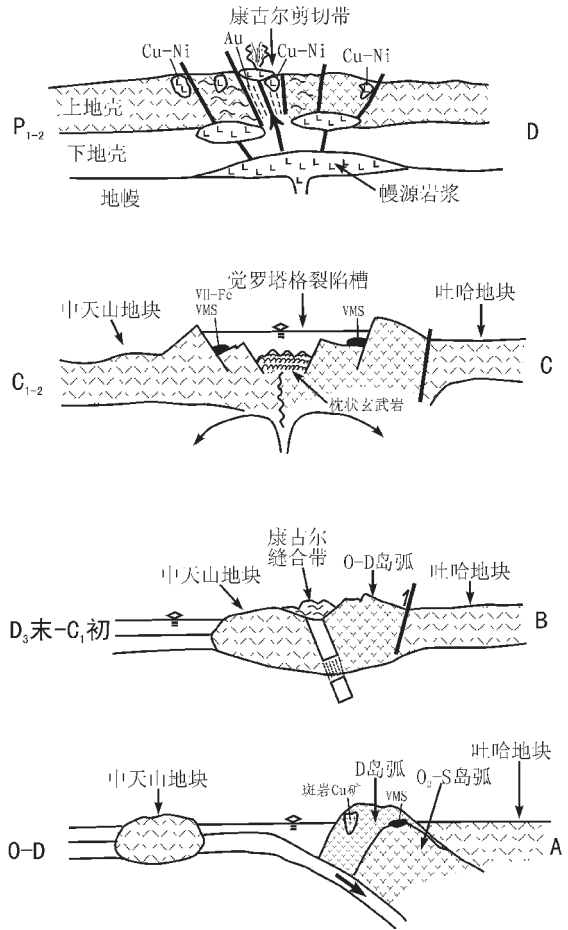 康古尔剪切带
Au
Cu-Ni
Cu-Ni
Cu-Ni
上地壳
P₁₋₂
D
下地壳
地幔
幔源岩浆
觉罗塔格裂陷槽
VII-Fe
VMS
VMS
中天山地块
吐哈地块
C₁₋₂
C
枕状玄武岩
康古尔
缝合带
O-D岛弧
中天山地块
吐哈地块
D₃末-C₁初
B
吐哈地块
中天山地块
D岛弧
O₂-S岛弧
斑岩Cu矿
VMS
O-D
A